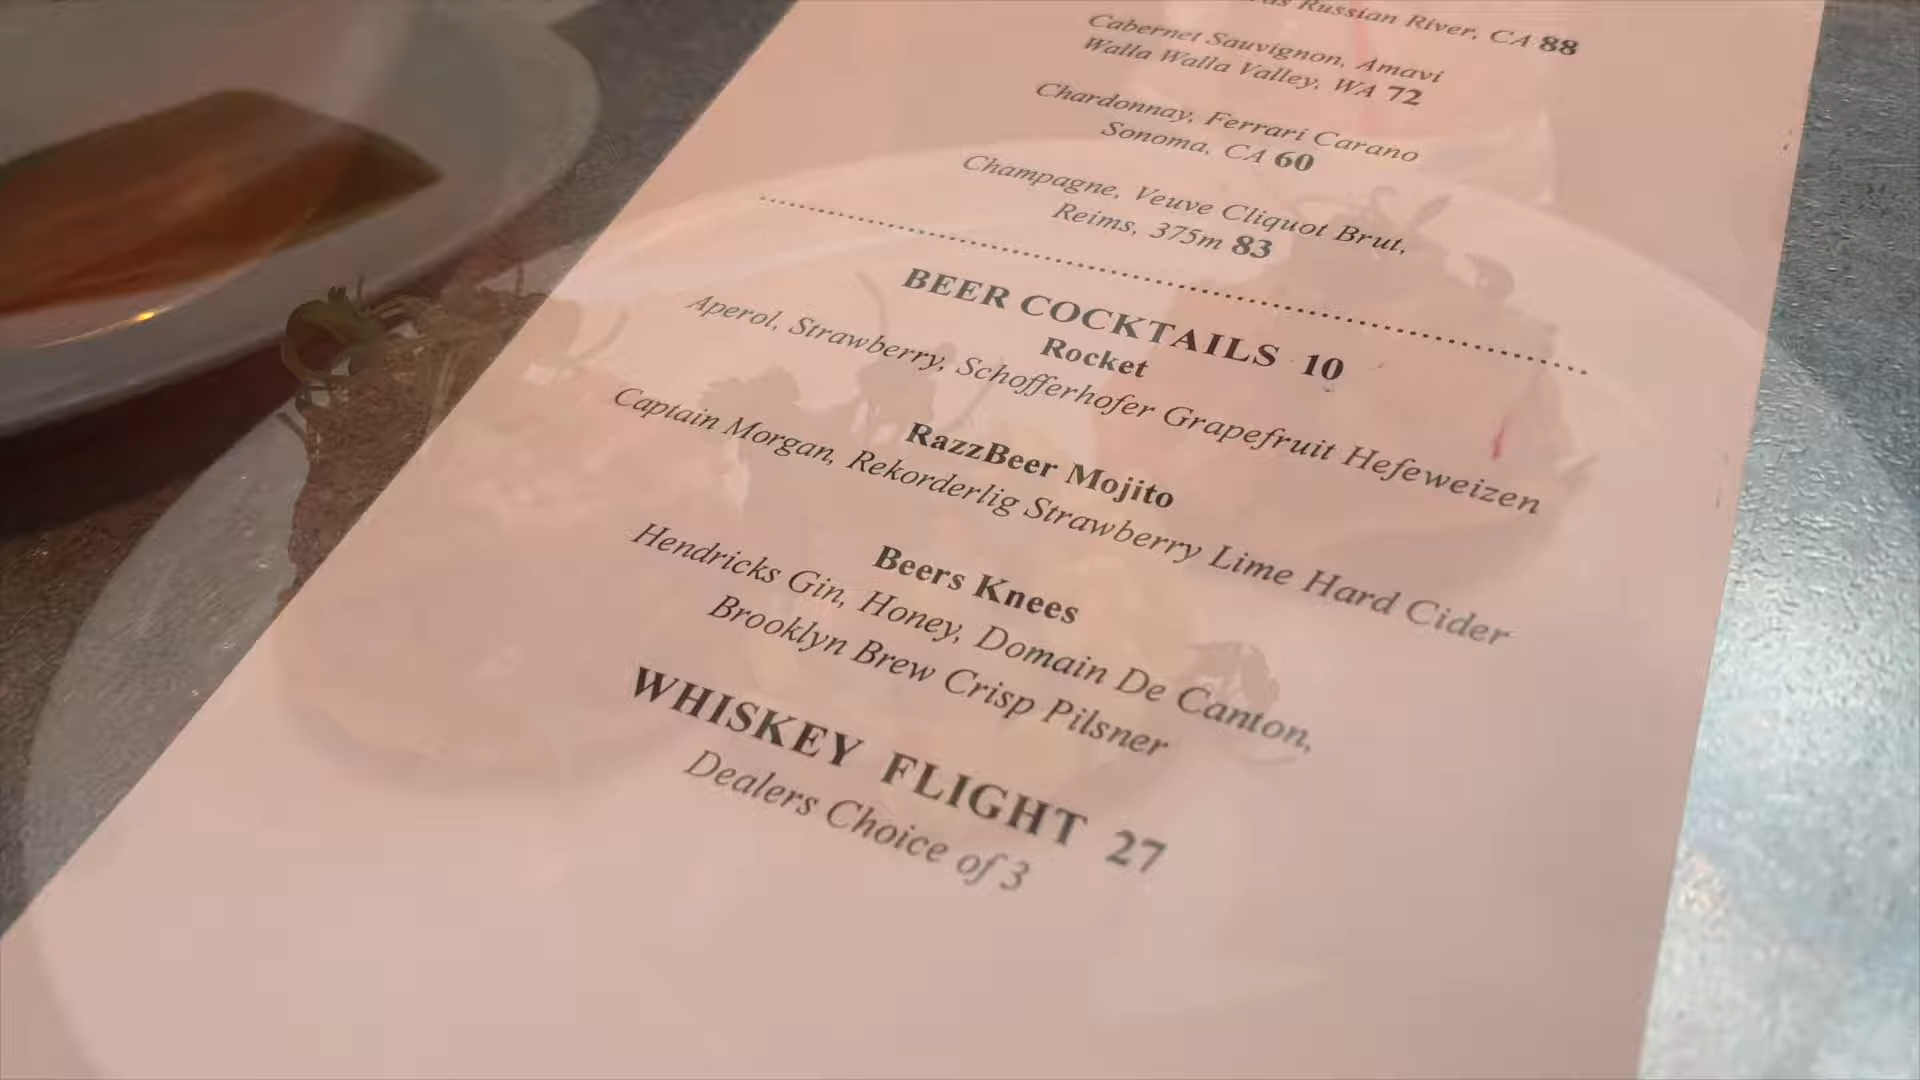 Russian River, CA 88
Cabernet Sauvignon, Amavi
Walla Walla Valley, WA 72
Chardonnay, Ferrari Carano
Sonoma, CA 60
Champagne, Veuve Cliquot Brut,
Reims, 375m 83
BEER COCKTAILS 10
Rocket
Aperol, Strawberry, Schofferhofer Grapefruit Hefeweizen
RazzBeer Mojito
Captain Morgan, Rekorderlig Strawberry Lime Hard Cider
Beers Knees
Hendricks Gin, Honey, Domain De Canton,
Brooklyn Brew Crisp Pilsner
WHISKEY FLIGHT 27
Dealers Choice of 3